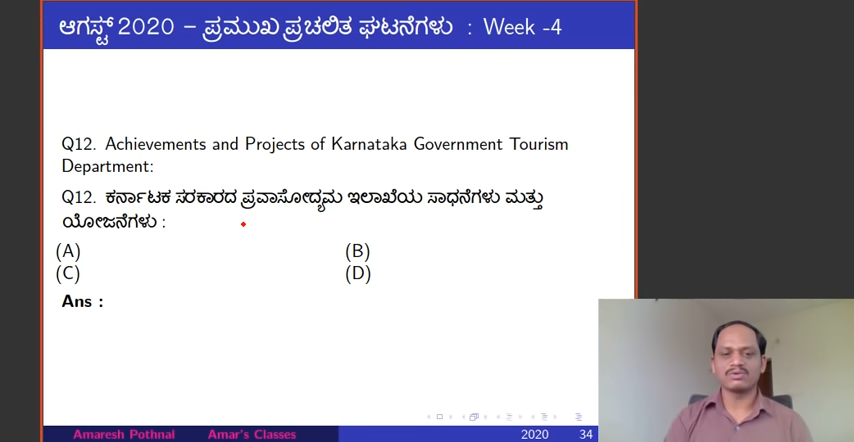 ಆಗಸ್ಟ್ 2020 – ಪ್ರಮುಖ ಪ್ರಚಲಿತ ಘಟನೆಗಳು : Week -4
Q12. Achievements and Projects of Karnataka Government Tourism
Department:
Q12. ಕರ್ನಾಟಕ ಸರಕಾರದ ಪ್ರವಾಸೋದ್ಯಮ ಇಲಾಖೆಯ ಸಾಧನೆಗಳು ಮತ್ತು
ಯೋಜನೆಗಳು :
(A) (B)
(C) (D)
Ans :
Amaresh Pothnal Amar's Classes 2020 34